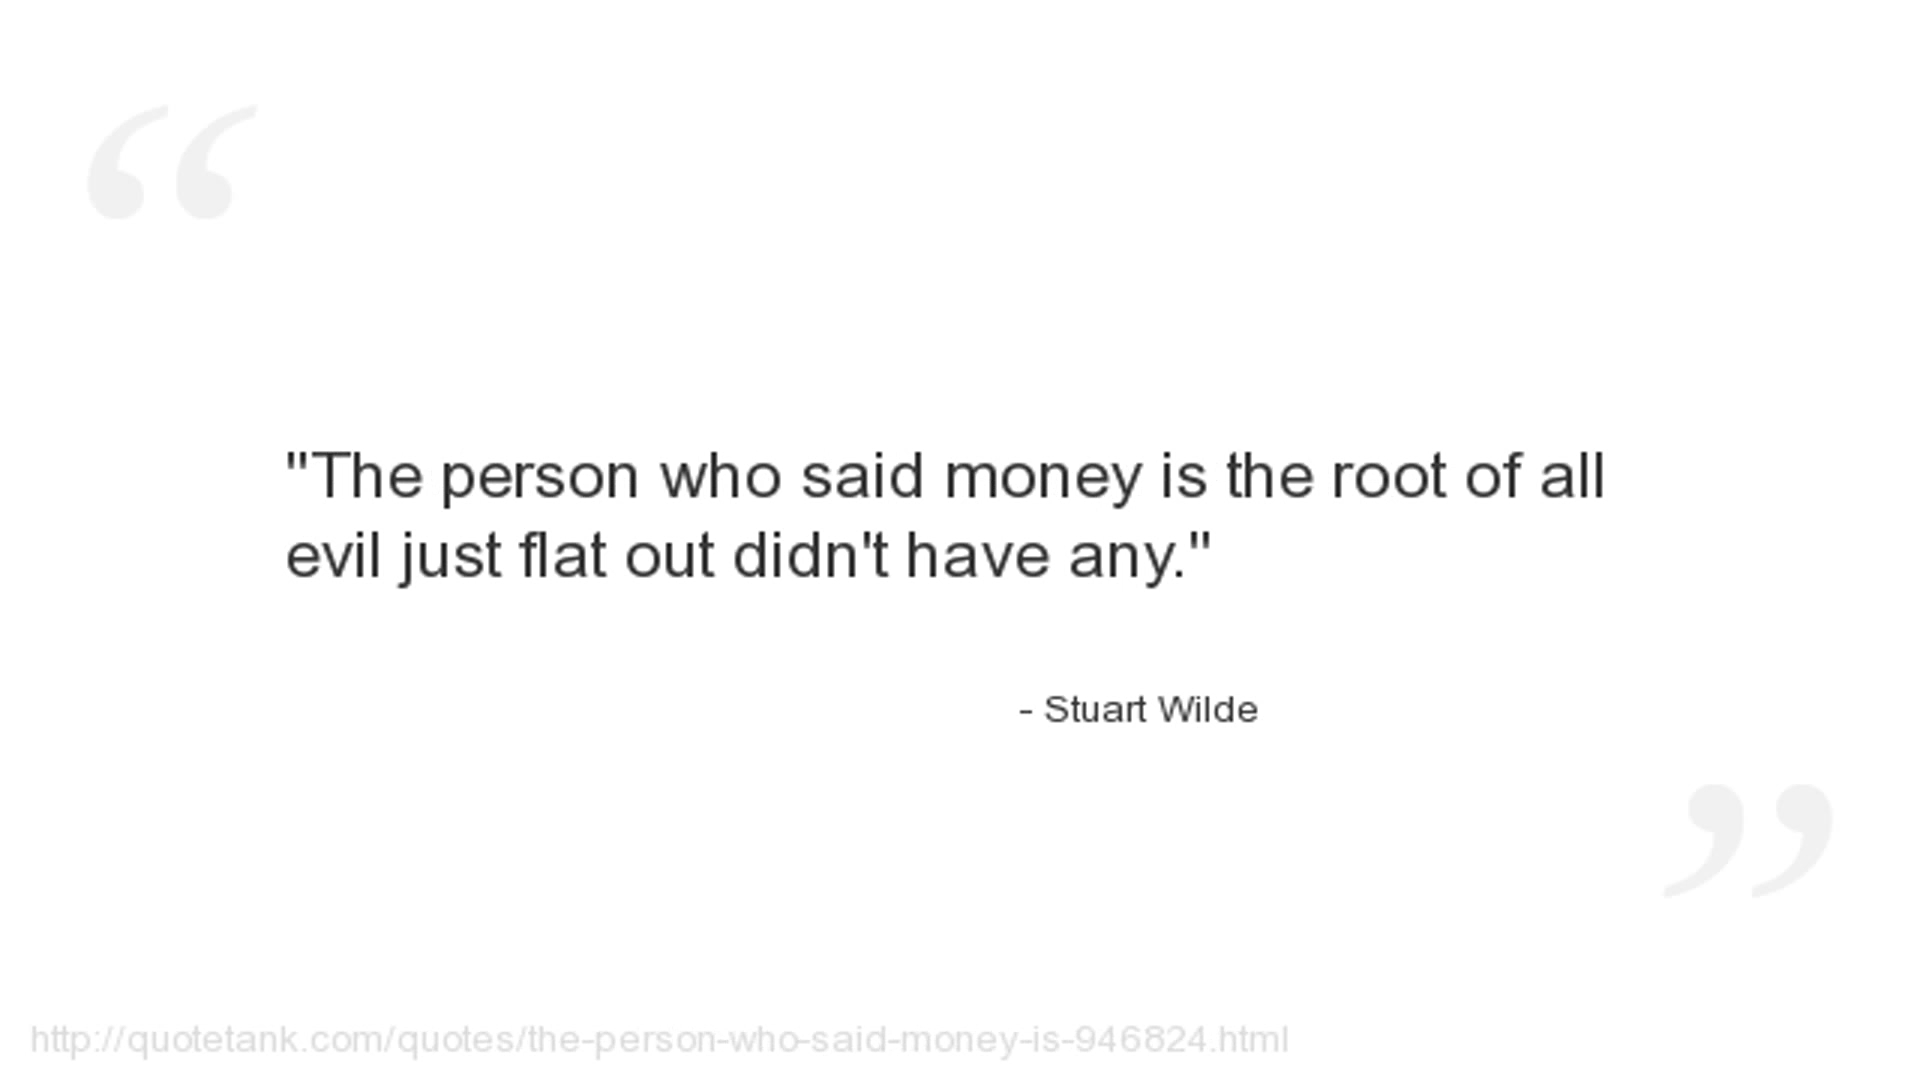 “
"The person who said money is the root of all
evil just flat out didn't have any."
- Stuart Wilde
”
http://quotetank.com/quotes/the-person-who-said-money-is-946824.html